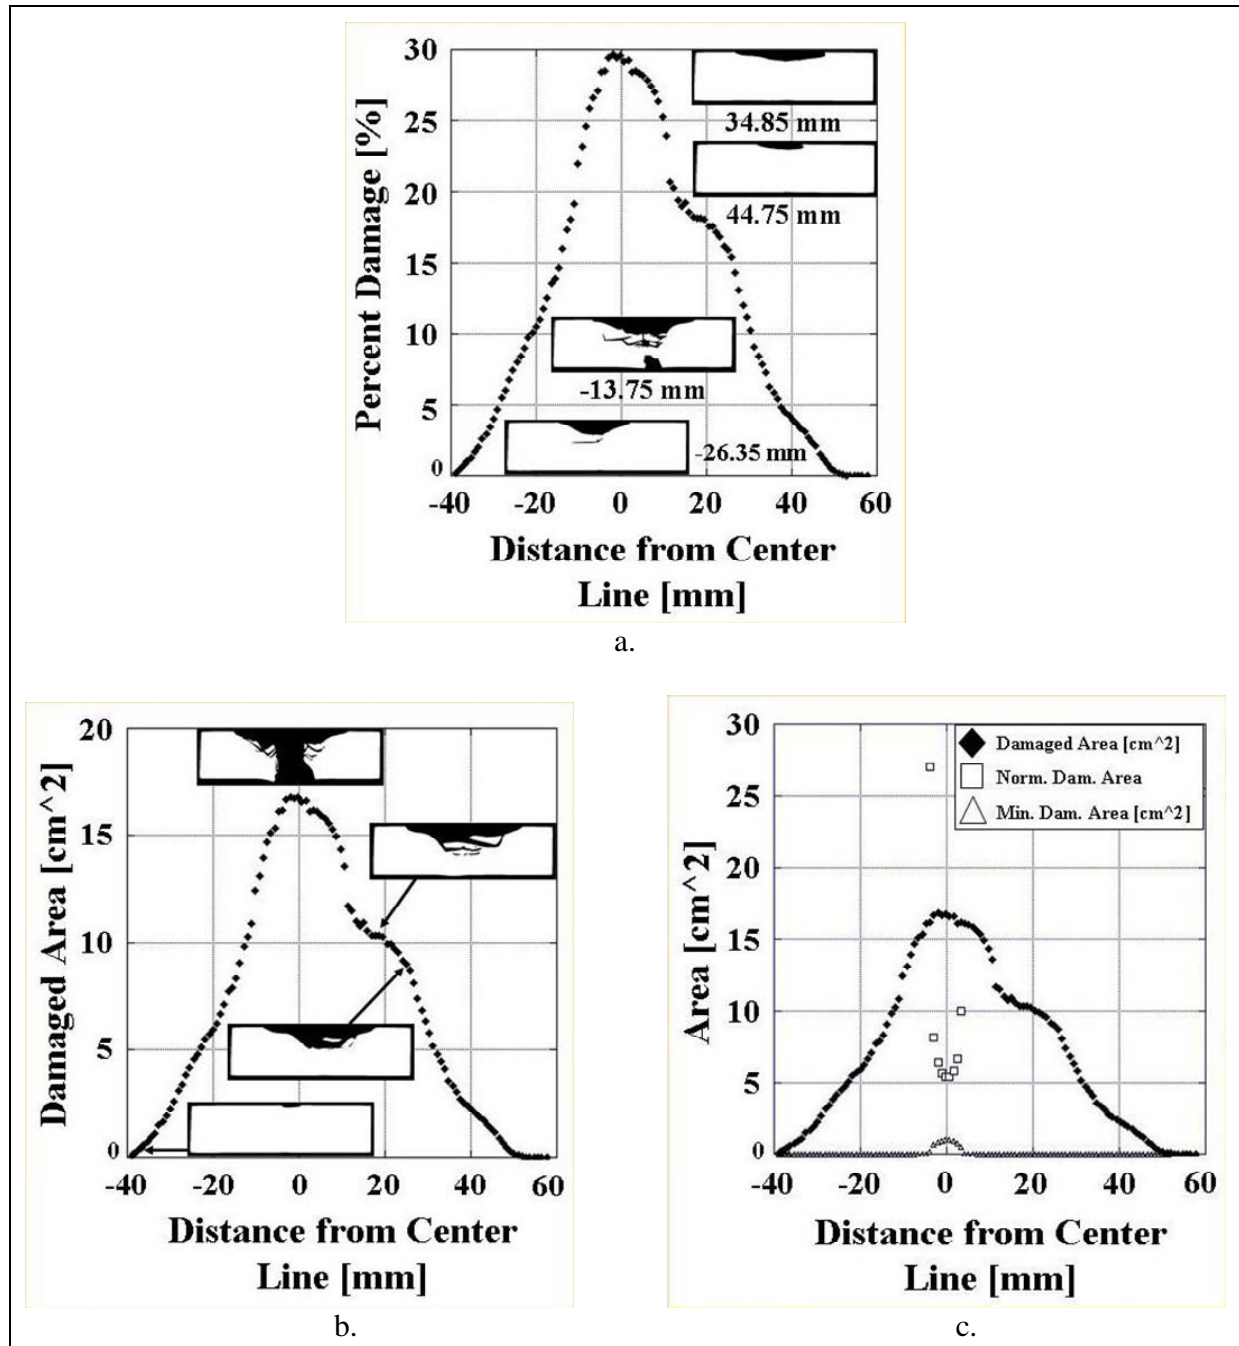 30
25
20
15
10
5
0
Percent Damage [%]
34.85 mm
44.75 mm
-13.75 mm
-26.35 mm
-40 -20 0 20 40 60
Distance from Center
Line [mm]
a.
20
15
10
5
0
Damaged Area [cm^2]
-40 -20 0 20 40 60
Distance from Center
Line [mm]
b.
30
25
20
15
10
5
0
Area [cm^2]
Damaged Area [cm^2]
Norm. Dam. Area
Min. Dam. Area [cm^2]
-40 -20 0 20 40 60
Distance from Center
Line [mm]
c.